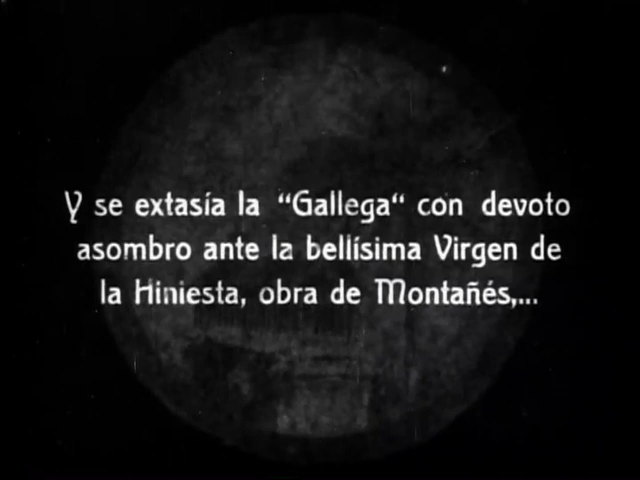 Y se extasía la “Gallega“ con devoto
asombro ante la bellísima Virgen de
la Hiniesta, obra de Montañés,...